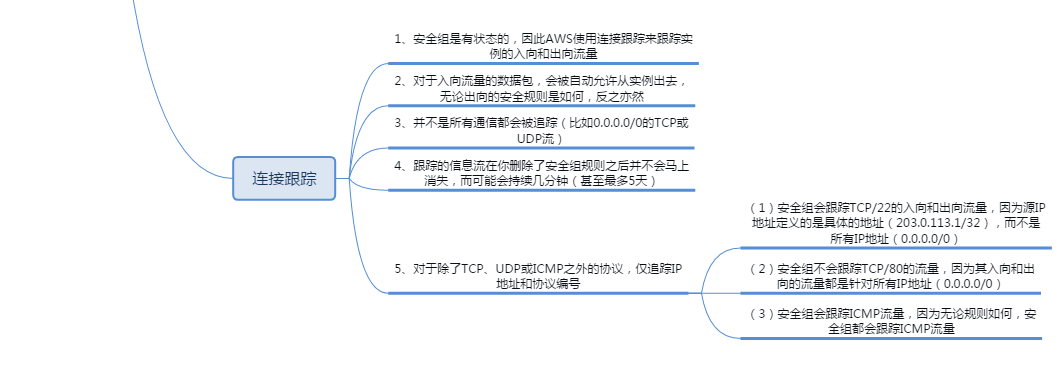 连接跟踪
1、安全组是有状态的，因此AWS使用连接跟踪来跟踪实
例的入向和出向流量
2、对于入向流量的数据包，会被自动允许从实例出去，
无论出向的安全规则是如何，反之亦然
3、并不是所有通信都会被追踪（比如0.0.0.0/0的TCP或
UDP流）
4、跟踪的信息流在你删除了安全组规则之后并不会马上
消失，而可能会持续几分钟（甚至最多5天）
5、对于除了TCP、UDP或ICMP之外的协议，仅追踪IP
地址和协议编号
（1）安全组会跟踪TCP/22的入向和出向流量，因为源IP
地址定义的是具体的地址（203.0.113.1/32），而不是
所有IP地址（0.0.0.0/0）
（2）安全组不会跟踪TCP/80的流量，因为其入向和出
向的流量都是针对所有IP地址（0.0.0.0/0）
（3）安全组会跟踪ICMP流量，因为无论规则如何，安
全组都会跟踪ICMP流量